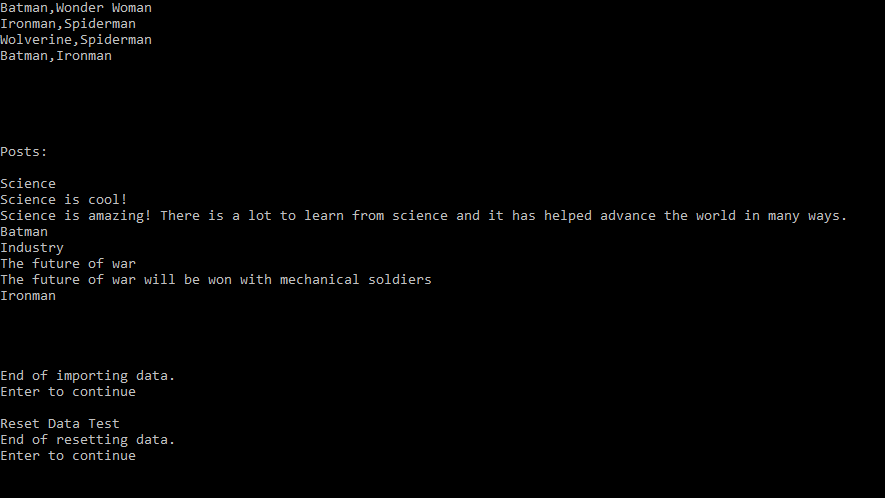 Batman,Wonder Woman
Ironman,Spiderman
Wolverine,Spiderman
Batman,Ironman
Posts:
Science
Science is cool!
Science is amazing! There is a lot to learn from science and it has helped advance the world in many ways.
Batman
Industry
The future of war
The future of war will be won with mechanical soldiers
Ironman
End of importing data.
Enter to continue
Reset Data Test
End of resetting data.
Enter to continue